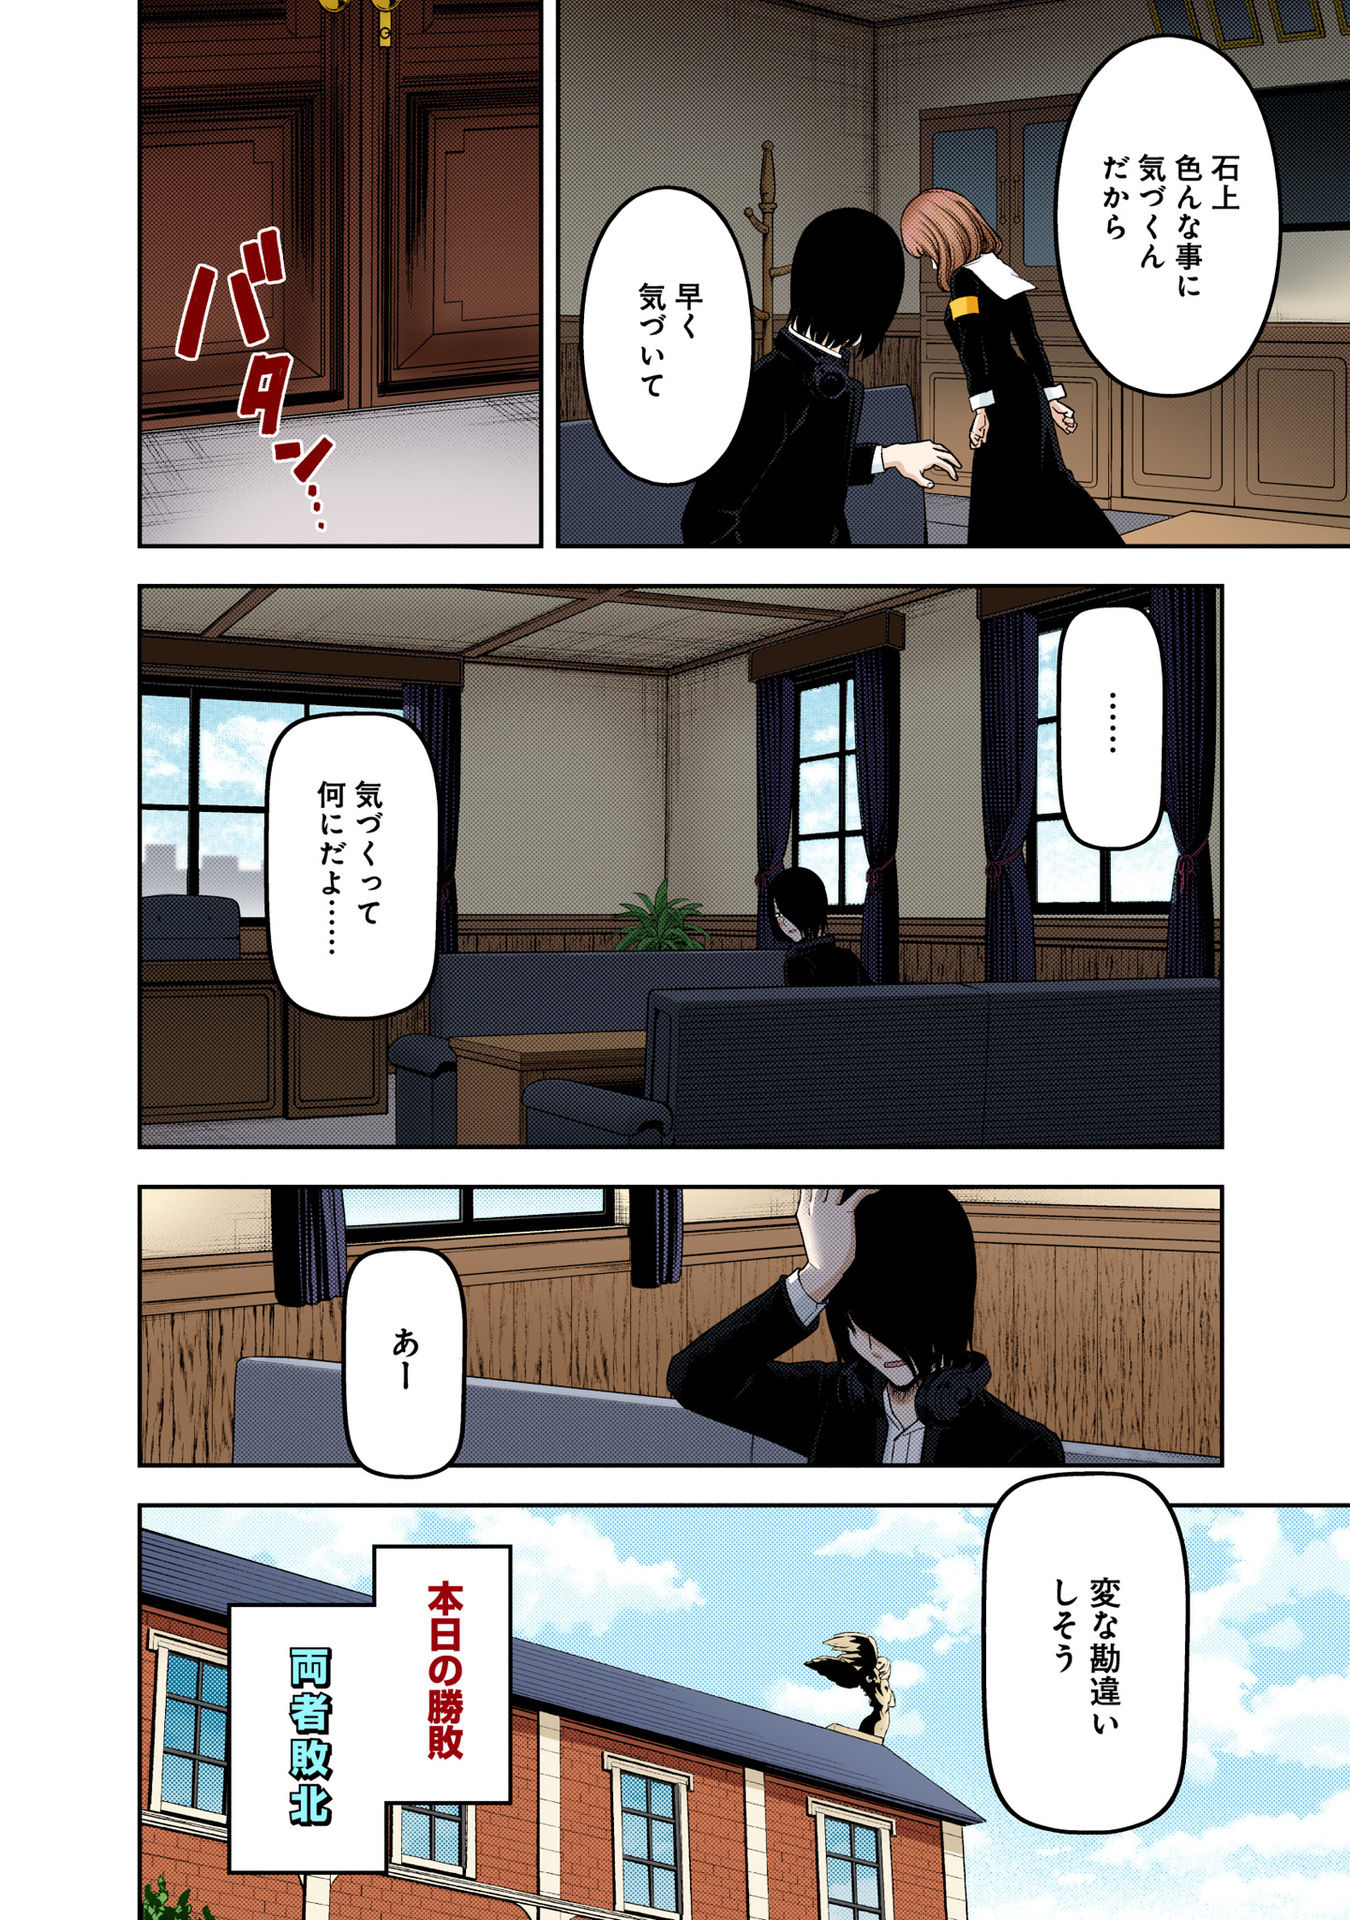 石上
色んな事に
気づくん
だから
早く
気づいて
バタン…
……
気づくって
何にだよ……
あー
変な勘違い
しそう
本日の勝敗
両者敗北